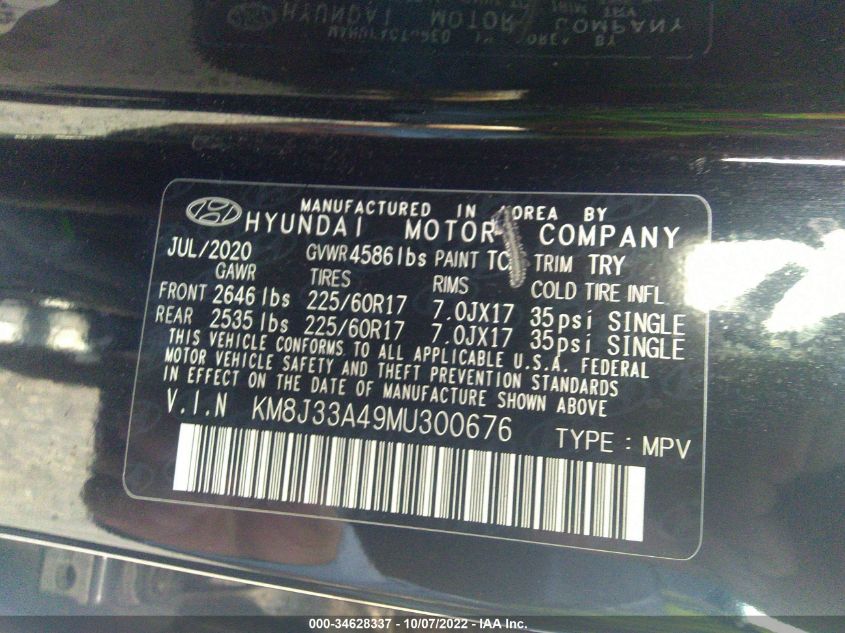 MANUFACTURED IN KOREA BY
HYUNDAI MOTOR COMPANY
JUL/2020 GVWR 4586 lbs PAINT TRIM TRY
GAWR TIRES RIMS COLD TIRE INFL
FRONT 2646 lbs 225/60R17 7.0JX17 35psi SINGLE
REAR 2535 lbs 225/60R17 7.0JX17 35psi SINGLE
THIS VEHICLE CONFORMS TO ALL APPLICABLE U.S.A. FEDERAL
MOTOR VEHICLE SAFETY AND THEFT PREVENTION STANDARDS
IN EFFECT ON THE DATE OF MANUFACTURE SHOWN ABOVE
V.I.N KM8J33A49MU300676 TYPE : MPV
000-34628337 - 10/07/2022 - IAA Inc.